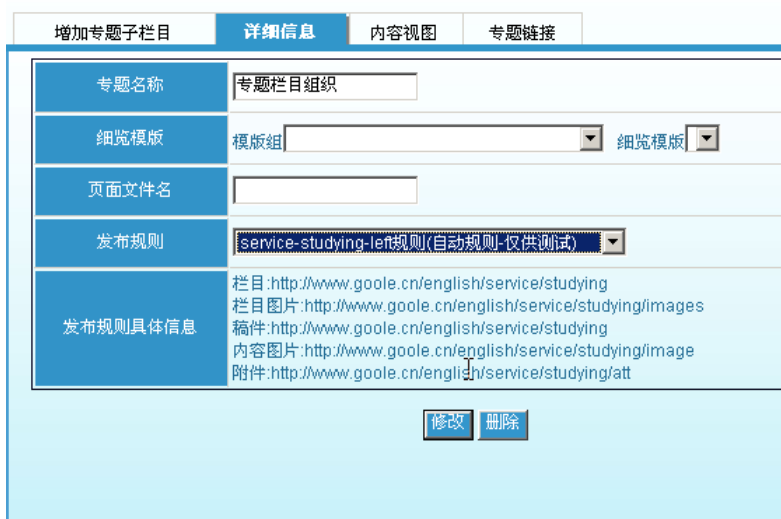 增加专题子栏目 详细信息 内容视图 专题链接
专题名称 专题栏目组织
细览模版 模版组 细览模版
页面文件名
发布规则 service-studying-left规则(自动规则-仅供测试)
栏目:http://www.goole.cn/english/service/studying
栏目图片:http://www.goole.cn/english/service/studying/images
发布规则具体信息 稿件:http://www.goole.cn/english/service/studying
内容图片:http://www.goole.cn/english/service/studying/image
附件:http://www.goole.cn/english/service/studying/att
修改 删除